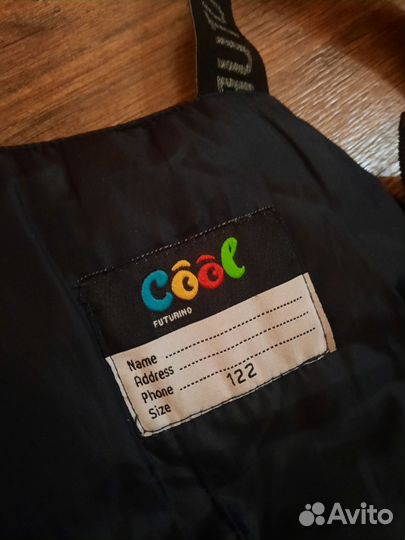 cool
FUTURINO
Name
Address
Phone
Size 122
Avito